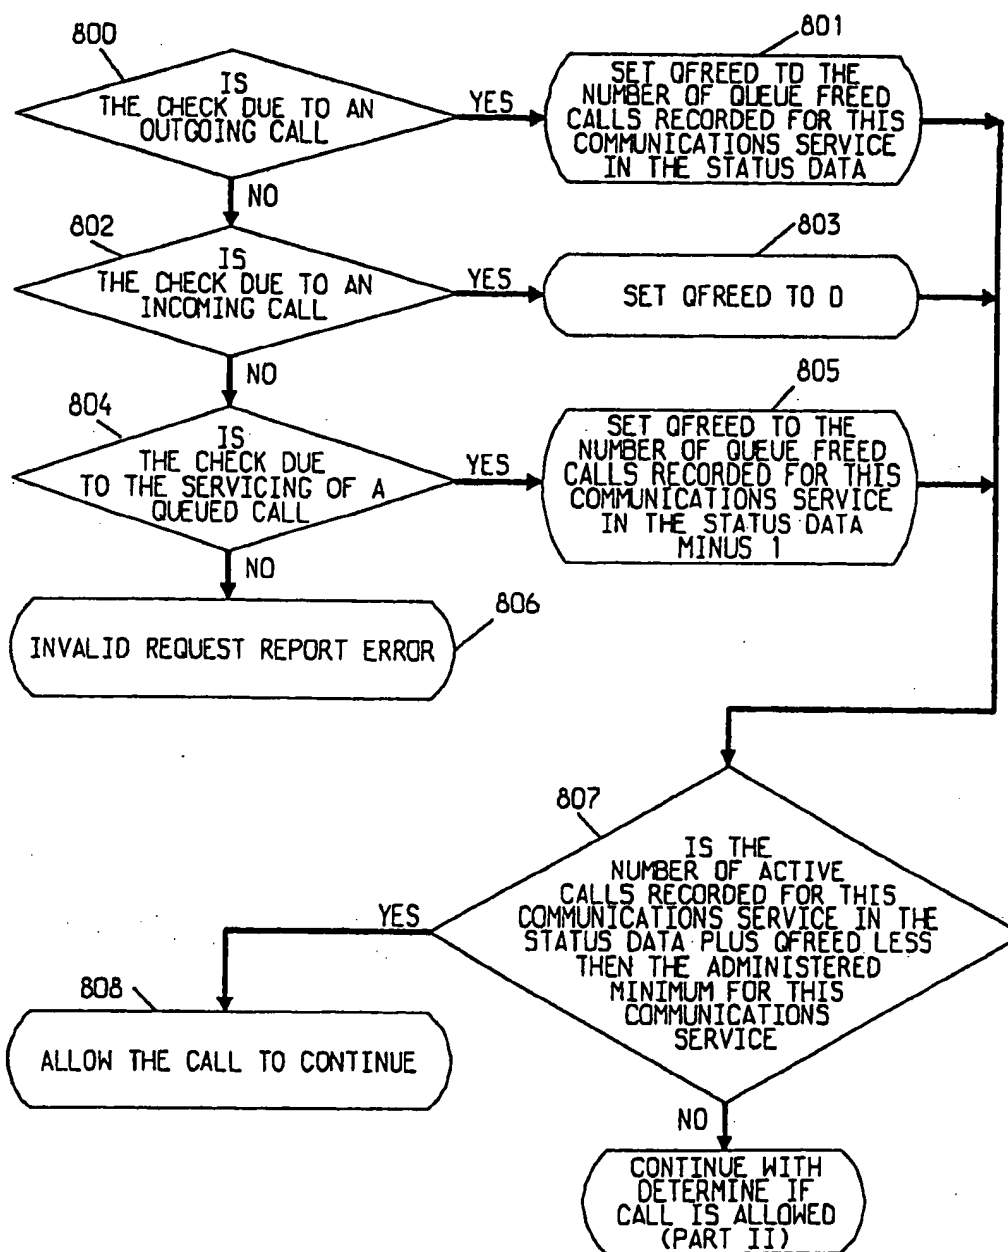 800
IS
THE CHECK DUE TO AN
OUTGOING CALL
YES
801
SET QFREED TO THE
NUMBER OF QUEUE FREED
CALLS RECORDED FOR THIS
COMMUNICATIONS SERVICE
IN THE STATUS DATA
NO
802
IS
THE CHECK DUE TO AN
INCOMING CALL
YES
803
SET QFREED TO 0
NO
804
IS
THE CHECK DUE
TO THE SERVICING OF A
QUEUED CALL
YES
805
SET QFREED TO THE
NUMBER OF QUEUE FREED
CALLS RECORDED FOR THIS
COMMUNICATIONS SERVICE
IN THE STATUS DATA
MINUS 1
NO
806
INVALID REQUEST REPORT ERROR
807
IS THE
NUMBER OF ACTIVE
CALLS RECORDED FOR THIS
COMMUNICATIONS SERVICE IN THE
STATUS DATA PLUS QFREED LESS
THEN THE ADMINISTERED
MINIMUM FOR THIS
COMMUNICATIONS
SERVICE
YES
808
ALLOW THE CALL TO CONTINUE
NO
CONTINUE WITH
DETERMINE IF
CALL IS ALLOWED
(PART II)